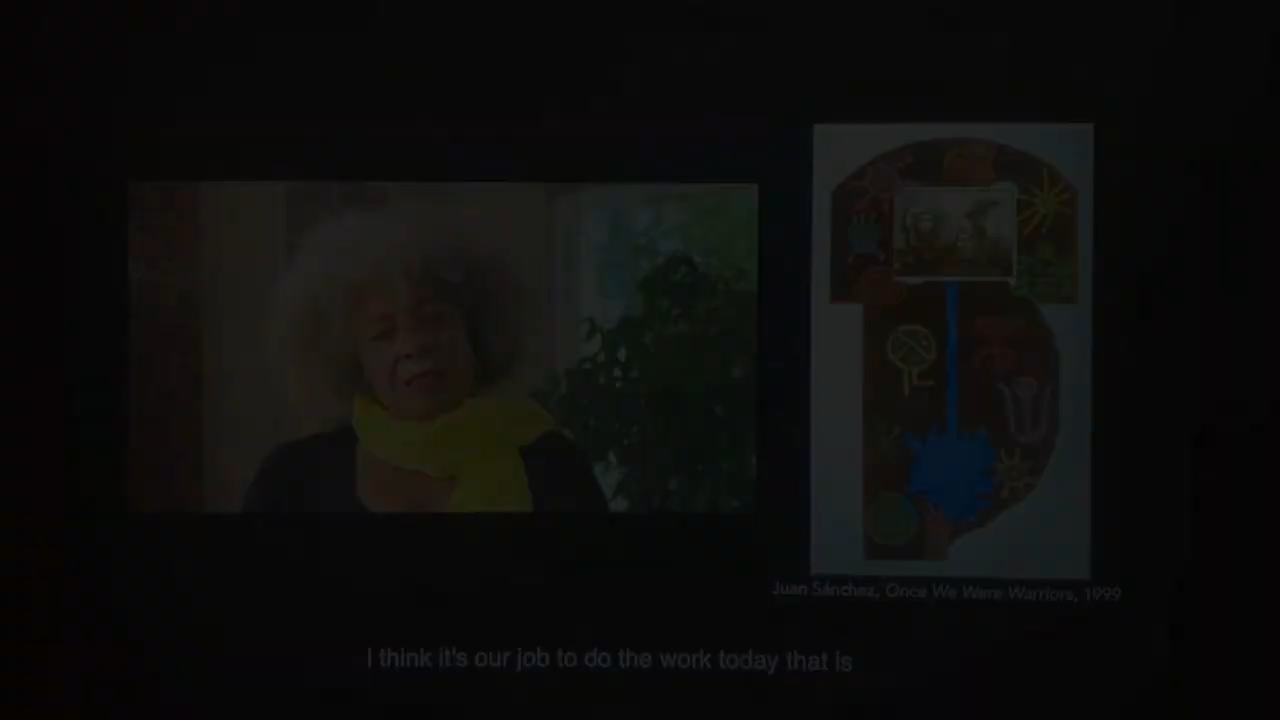 Juan Sánchez, Once We Were Warriors, 1999
I think it's our job to do the work today that is